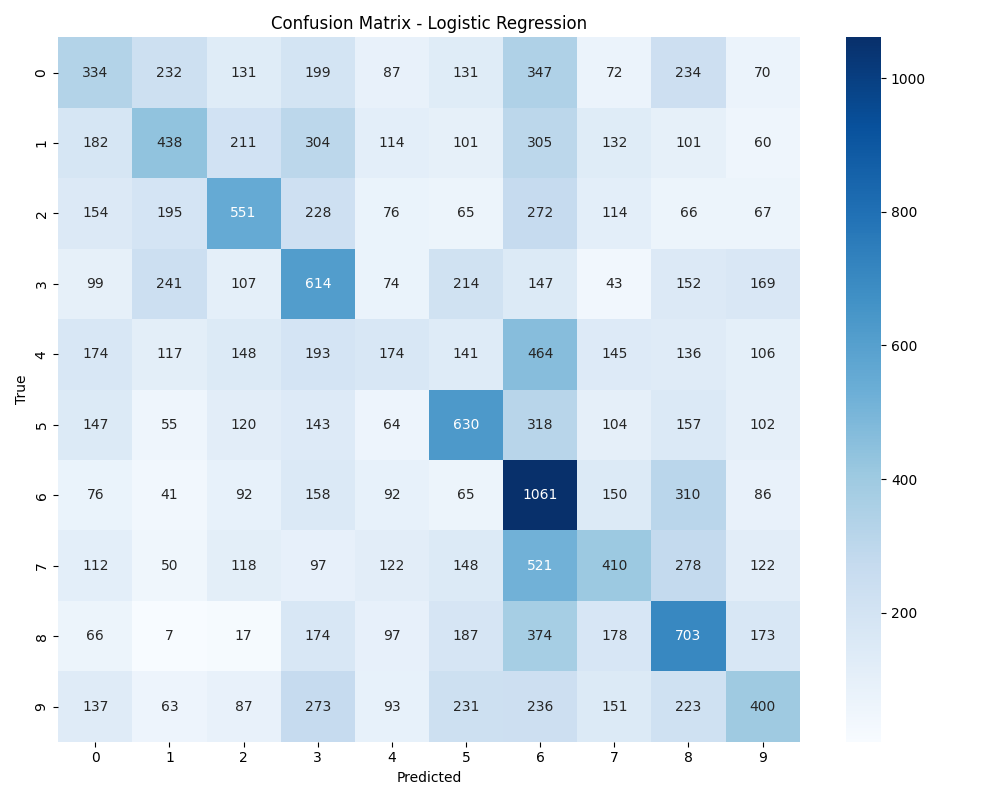 Confusion Matrix - Logistic Regression
0 334 232 131 199 87 131 347 72 234 70
1 182 438 211 304 114 101 305 132 101 60
2 154 195 551 228 76 65 272 114 66 67
3 99 241 107 614 74 214 147 43 152 169
4 174 117 148 193 174 141 464 145 136 106
5 147 55 120 143 64 630 318 104 157 102
6 76 41 92 158 92 65 1061 150 310 86
7 112 50 118 97 122 148 521 410 278 122
8 66 7 17 174 97 187 374 178 703 173
9 137 63 87 273 93 231 236 151 223 400
0 1 2 3 4 5 6 7 8 9
Predicted
True
1000
800
600
400
200